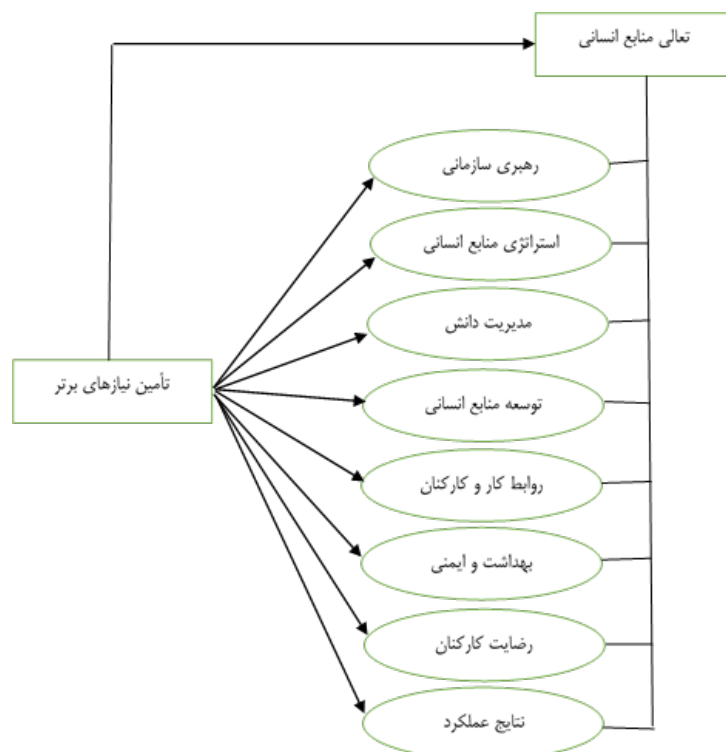 تعالی منابع انسانی
رهبری سازمانی
استراتژی منابع انسانی
مدیریت دانش
تأمین نیازهای برتر
توسعه منابع انسانی
روابط کار و کارکنان
بهداشت و ایمنی
رضایت کارکنان
نتایج عملکرد